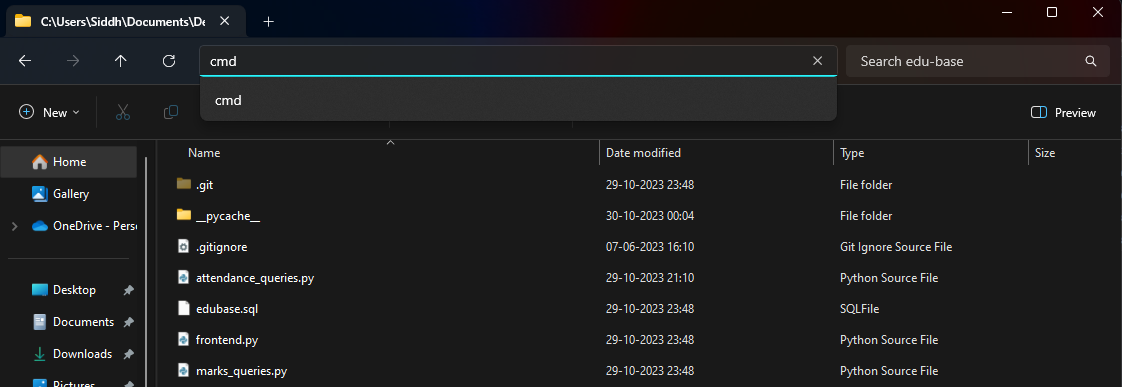 C:\Users\Siddh\Documents\De
cmd
Search edu-base
cmd
New
Preview
Name Date modified Type Size
Home
Gallery
OneDrive - Perso
Desktop
Documents
Downloads
Pictures
.git 29-10-2023 23:48 File folder
__pycache__ 30-10-2023 00:04 File folder
.gitignore 07-06-2023 16:10 Git Ignore Source File
attendance_queries.py 29-10-2023 21:10 Python Source File
edubase.sql 29-10-2023 23:48 SQLFile
frontend.py 29-10-2023 23:48 Python Source File
marks_queries.py 29-10-2023 23:48 Python Source File